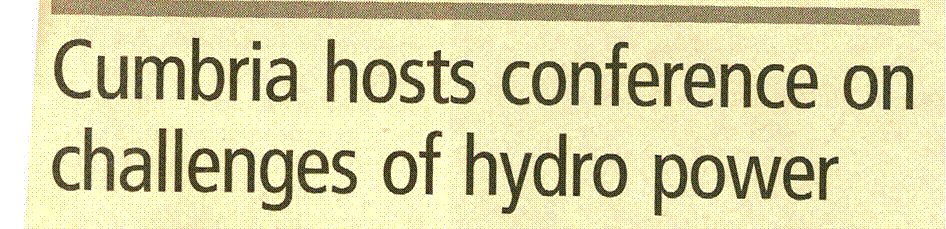 Cumbria hosts conference on
challenges of hydro power